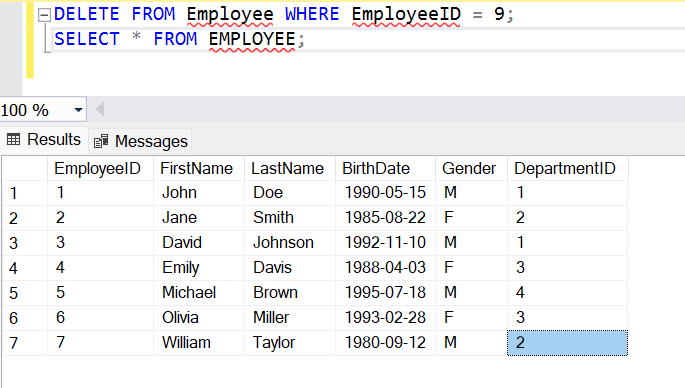 DELETE FROM Employee WHERE EmployeeID = 9;
SELECT * FROM EMPLOYEE;
100 %
Results Messages
EmployeeID FirstName LastName BirthDate Gender DepartmentID
1 1 John Doe 1990-05-15 M 1
2 2 Jane Smith 1985-08-22 F 2
3 3 David Johnson 1992-11-10 M 1
4 4 Emily Davis 1988-04-03 F 3
5 5 Michael Brown 1995-07-18 M 4
6 6 Olivia Miller 1993-02-28 F 3
7 7 William Taylor 1980-09-12 M 2